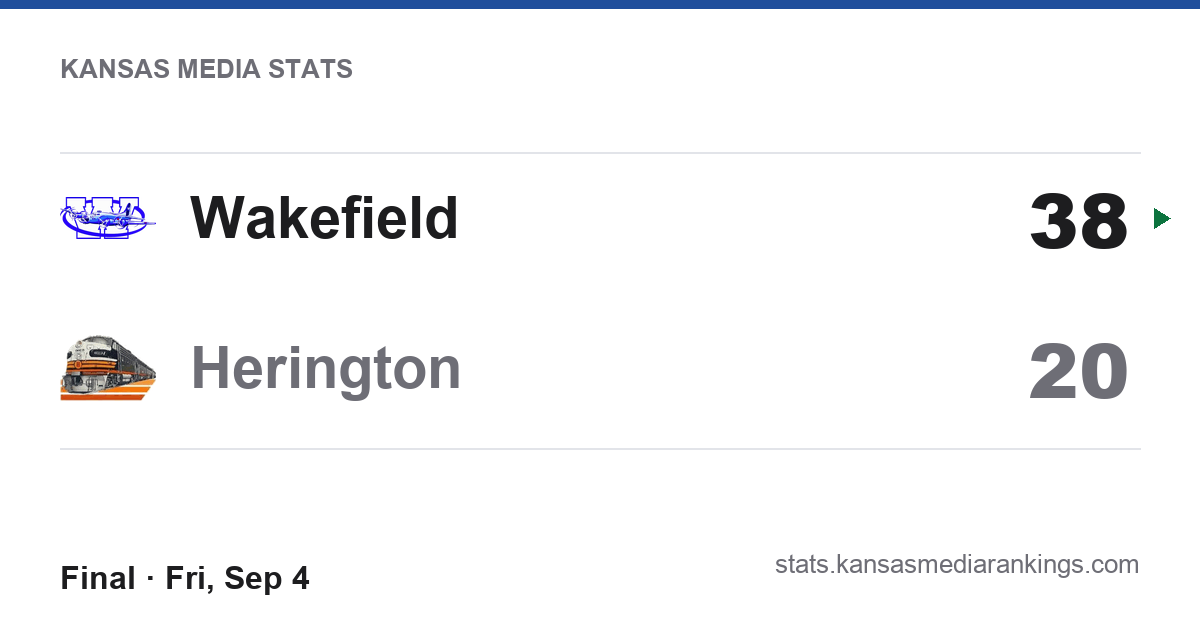 KANSAS MEDIA STATS
Wakefield 38
Herington 20
Final · Fri, Sep 4
stats.kansasmediarankings.com